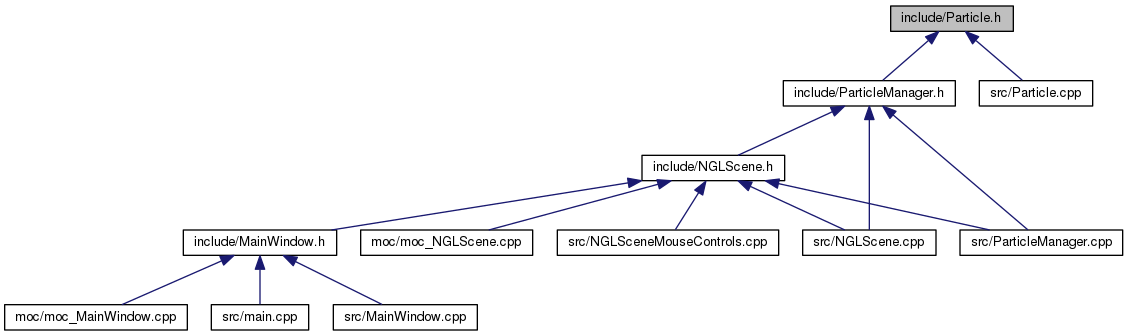 include/Particle.h
include/ParticleManager.h
src/Particle.cpp
include/NGLScene.h
include/MainWindow.h
moc/moc_NGLScene.cpp
src/NGLSceneMouseControls.cpp
src/NGLScene.cpp
src/ParticleManager.cpp
moc/moc_MainWindow.cpp
src/main.cpp
src/MainWindow.cpp